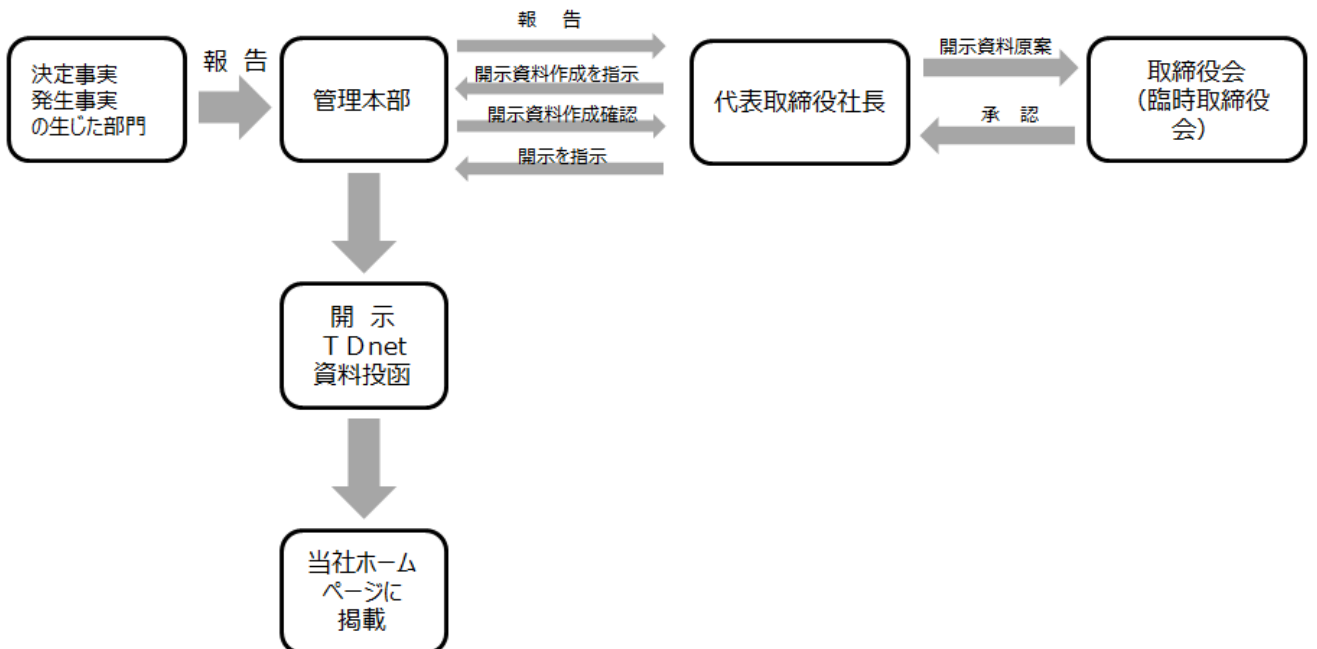 決定事実
発生事実
の生じた部門
報 告
管理本部
報 告
開示資料作成を指示
開示資料作成確認
開示を指示
代表取締役社長
開示資料原案
承 認
取締役会
（臨時取締役
会）
開 示
ＴＤnet
資料投函
当社ホーム
ページに
掲載